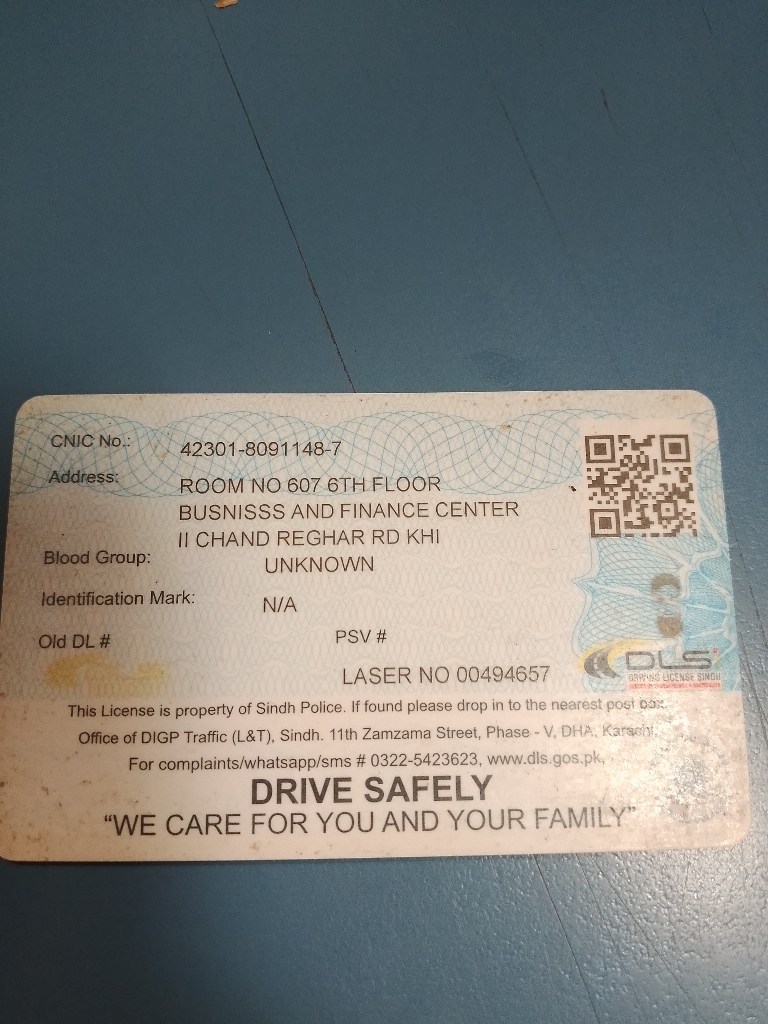 CNIC No.: 42301-8091148-7
Address: ROOM NO 607 6TH FLOOR
BUSNISSS AND FINANCE CENTER
II CHAND REGHAR RD KHI
Blood Group: UNKNOWN
Identification Mark: N/A
Old DL # PSV #
LASER NO 00494657
DLS
DRIVING LICENSE SINDH
This License is property of Sindh Police. If found please drop in to the nearest post box.
Office of DIGP Traffic (L&T), Sindh. 11th Zamzama Street, Phase - V, DHA, Karachi.
For complaints/whatsapp/sms # 0322-5423623, www.dls.gos.pk,
DRIVE SAFELY
“WE CARE FOR YOU AND YOUR FAMILY”